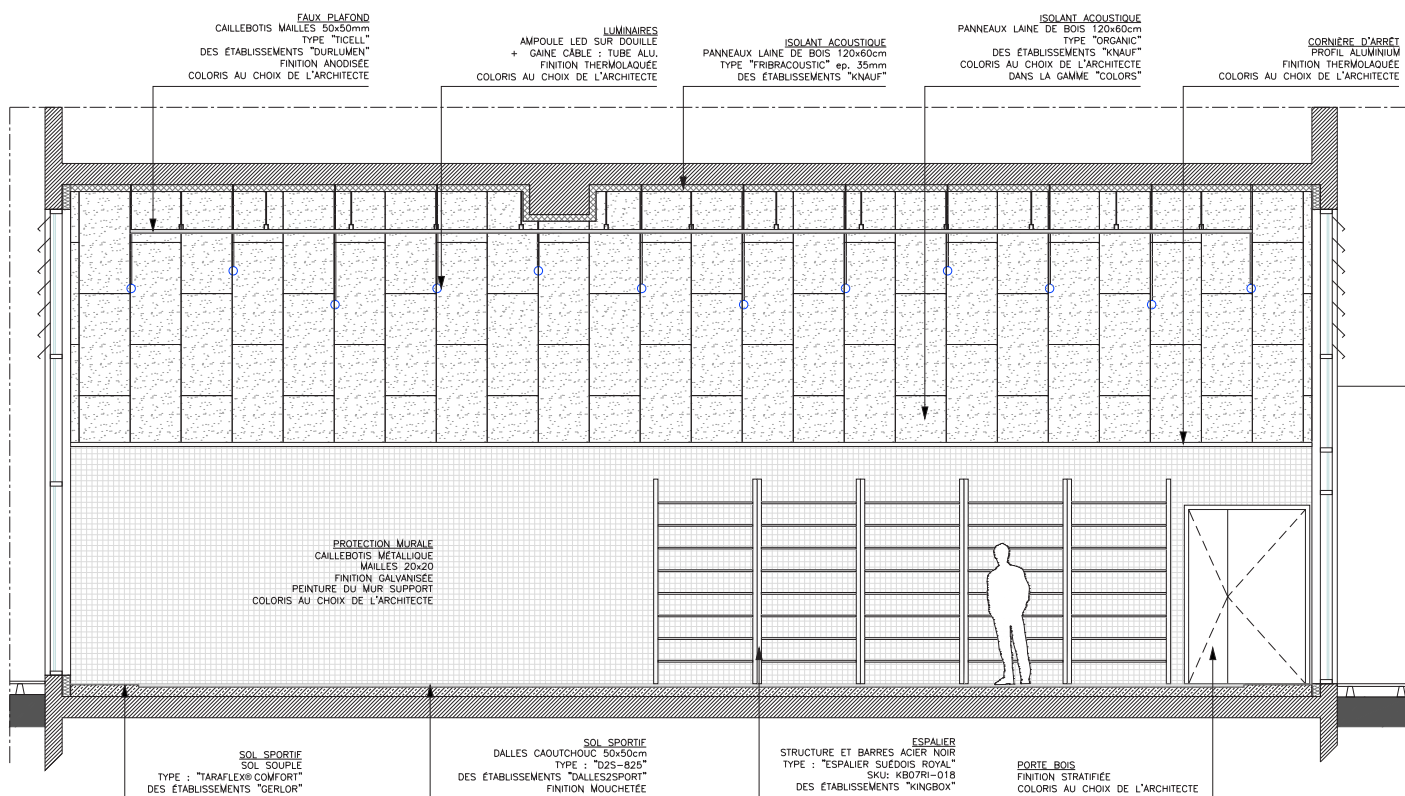 FAUX PLAFOND
CAILLEBOTIS MAILLES 50x50mm
TYPE "TICELL"
DES ÉTABLISSEMENTS "DURLUMEN"
FINITION ANODISÉE
COLORIS AU CHOIX DE L'ARCHITECTE
LUMINAIRES
AMPOULE LED SUR DOUILLE
+ GAINE CÂBLE : TUBE ALU.
FINITION THERMOLAQUÉE
COLORIS AU CHOIX DE L'ARCHITECTE
ISOLANT ACOUSTIQUE
PANNEAUX LAINE DE BOIS 120x60cm
TYPE "FRIBRACOUSTIC" ep. 35mm
DES ÉTABLISSEMENTS "KNAUF"
ISOLANT ACOUSTIQUE
PANNEAUX LAINE DE BOIS 120x60cm
TYPE "ORGANIC"
DES ÉTABLISSEMENTS "KNAUF"
COLORIS AU CHOIX DE L'ARCHITECTE
DANS LA GAMME "COLORS"
CORNIÈRE D'ARRÊT
PROFIL ALUMINIUM
FINITION THERMOLAQUÉE
COLORIS AU CHOIX DE L'ARCHITECTE
PROTECTION MURALE
CAILLEBOTIS MÉTALLIQUE
MAILLES 20x20
FINITION GALVANISÉE
PEINTURE DU MUR SUPPORT
COLORIS AU CHOIX DE L'ARCHITECTE
SOL SPORTIF
SOL SOUPLE
TYPE : "TARAFLEX® COMFORT"
DES ÉTABLISSEMENTS "GERLOR"
SOL SPORTIF
DALLES CAOUTCHOUC 50x50cm
TYPE : "D2S-825"
DES ÉTABLISSEMENTS "DALLES2SPORT"
FINITION MOUCHETÉE
ESPALIER
STRUCTURE ET BARRES ACIER NOIR
TYPE : "ESPALIER SUÉDOIS ROYAL"
SKU: KB07RI-018
DES ÉTABLISSEMENTS "KINGBOX"
PORTE BOIS
FINITION STRATIFIÉE
COLORIS AU CHOIX DE L'ARCHITECTE